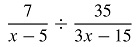 7/(x − 5) ÷ 35/(3x − 15)